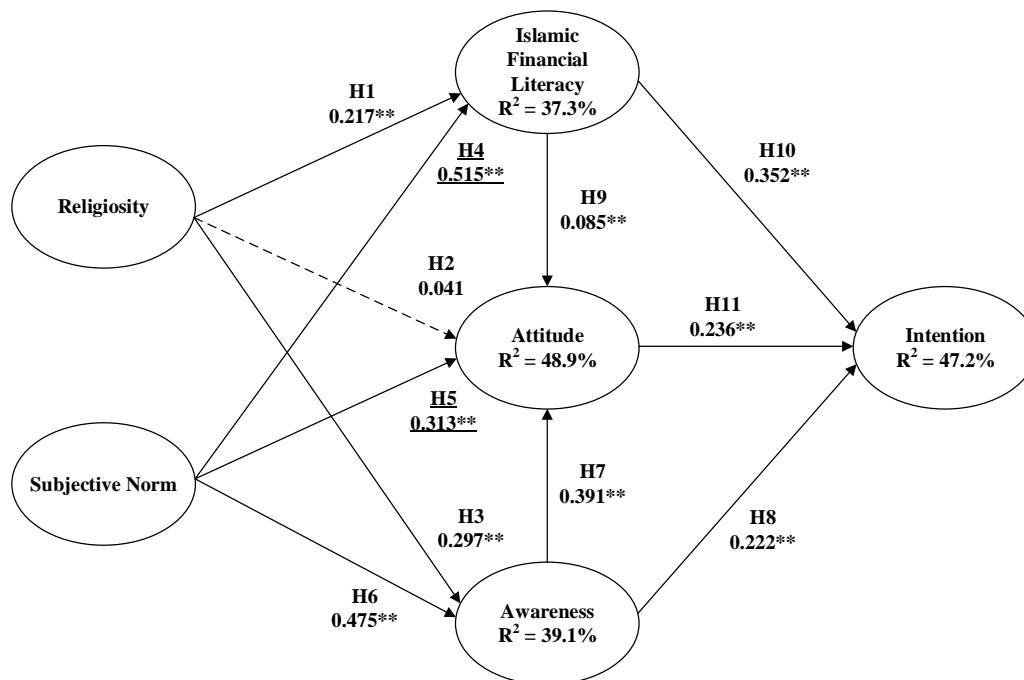 Islamic
Financial
Literacy
R² = 37.3%
H1
0.217**
H4
0.515**
H10
0.352**
H9
0.085**
Religiosity
H2
0.041
H11
0.236**
Attitude
R² = 48.9%
Intention
R² = 47.2%
H5
0.313**
Subjective Norm
H7
0.391**
H3
0.297**
H8
0.222**
H6
0.475**
Awareness
R² = 39.1%